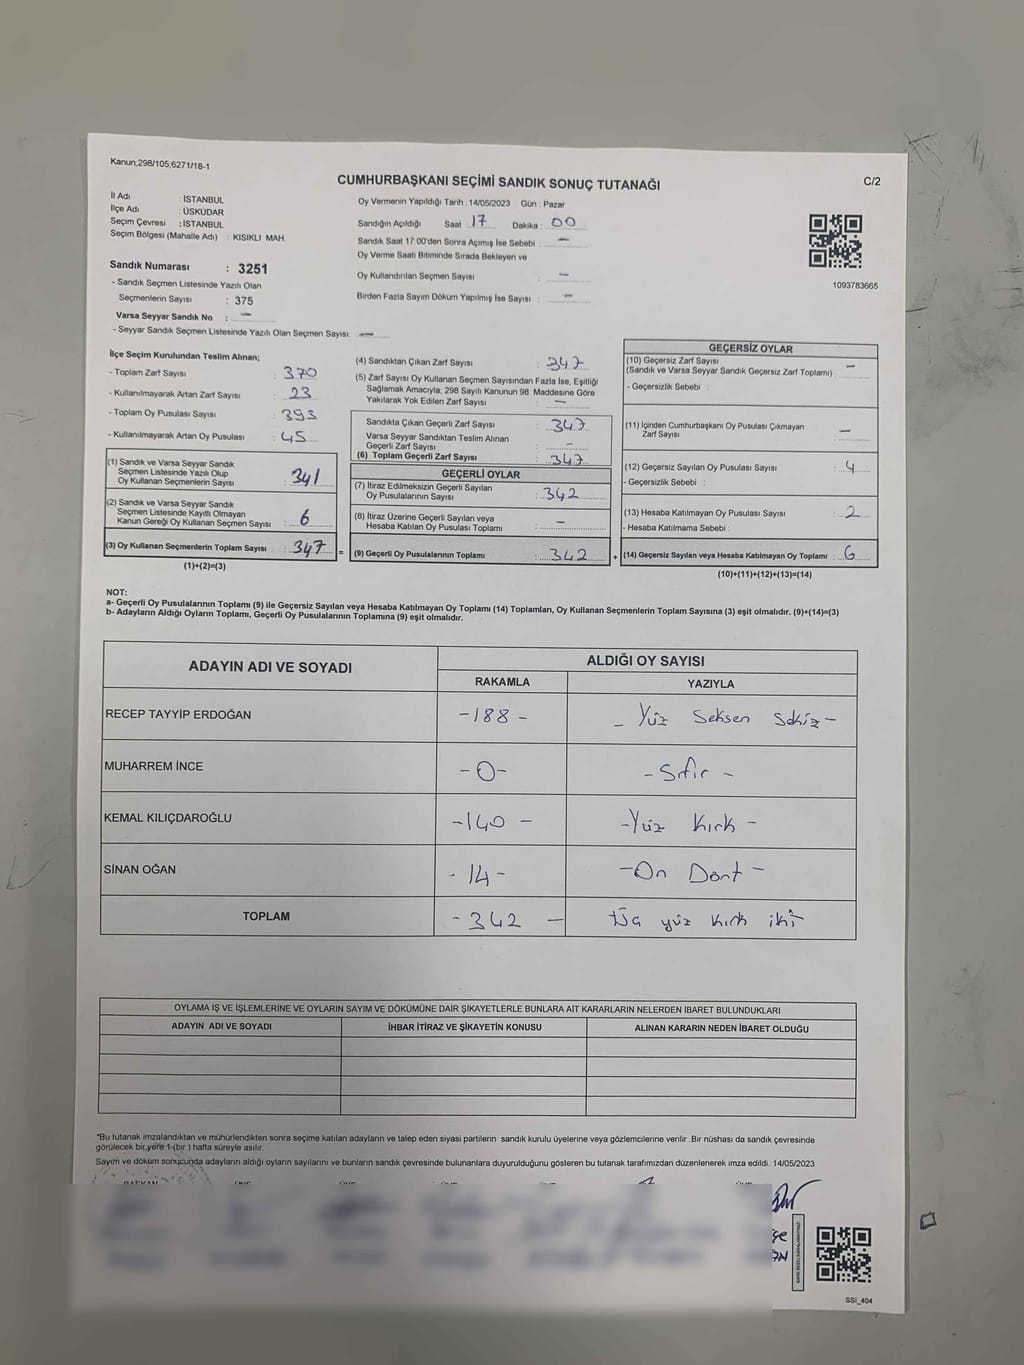 Kanun;298/105;6271/18-1
C/2
CUMHURBAŞKANI SEÇİMİ SANDIK SONUÇ TUTANAĞI
İl Adı : İSTANBUL
İlçe Adı : ÜSKÜDAR
Seçim Çevresi : İSTANBUL
Seçim Bölgesi (Mahalle Adı) : KISIKLI MAH.
Oy Vermenin Yapıldığı Tarih : 14/05/2023 Gün : Pazar
Sandığın Açıldığı Saat : 17 Dakika : 00
Sandık Saat 17:00'den Sonra Açımış İse Sebebi : -
Oy Verme Saati Bitiminde Sırada Bekleyen ve
Oy Kullandırılan Seçmen Sayısı : -
Birden Fazla Sayım Döküm Yapılmış İse Sayısı : -
1093783665
Sandık Numarası : 3251
- Sandık Seçmen Listesinde Yazılı Olan
Seçmenlerin Sayısı : 375
Varsa Seyyar Sandık No : -
- Seyyar Sandık Seçmen Listesinde Yazılı Olan Seçmen Sayısı: -
İlçe Seçim Kurulundan Teslim Alınan;
- Toplam Zarf Sayısı : 370
- Kullanılmayarak Artan Zarf Sayısı : 23
- Toplam Oy Pusulası Sayısı : 393
- Kullanılmayarak Artan Oy Pusulası : 45
(1) Sandık ve Varsa Seyyar Sandık
Seçmen Listesinde Yazılı Olup
Oy Kullanan Seçmenlerin Sayısı : 341
(2) Sandık ve Varsa Seyyar Sandık
Seçmen Listesinde Kayıtlı Olmayan
Kanun Gereği Oy Kullanan Seçmen Sayısı : 6
(3) Oy Kullanan Seçmenlerin Toplam Sayısı : 347 =
(1)+(2)=(3)
(4) Sandıktan Çıkan Zarf Sayısı : 347
(5) Zarf Sayısı Oy Kullanan Seçmen Sayısından Fazla İse, Eşitliği
Sağlamak Amacıyla; 298 Sayılı Kanunun 98. Maddesine Göre
Yakılarak Yok Edilen Zarf Sayısı : -
Sandıkta Çıkan Geçerli Zarf Sayısı : 347
Varsa Seyyar Sandıktan Teslim Alınan
Geçerli Zarf Sayısı : -
(6) Toplam Geçerli Zarf Sayısı : 347
GEÇERLİ OYLAR
(7) İtiraz Edilmeksizin Geçerli Sayılan
Oy Pusulalarının Sayısı : 342
(8) İtiraz Üzerine Geçerli Sayılan veya
Hesaba Katılan Oy Pusulası Toplamı : -
(9) Geçerli Oy Pusulalarının Toplamı : 342 +
GEÇERSİZ OYLAR
(10) Geçersiz Zarf Sayısı
(Sandık ve Varsa Seyyar Sandık Geçersiz Zarf Toplamı) : -
- Geçersizlik Sebebi :
(11) İçinden Cumhurbaşkanı Oy Pusulası Çıkmayan
Zarf Sayısı : -
(12) Geçersiz Sayılan Oy Pusulası Sayısı : 4
- Geçersizlik Sebebi :
(13) Hesaba Katılmayan Oy Pusulası Sayısı : 2
- Hesaba Katılmama Sebebi :
(14) Geçersiz Sayılan veya Hesaba Katılmayan Oy Toplamı : 6
(10)+(11)+(12)+(13)=(14)
NOT:
a- Geçerli Oy Pusulalarının Toplamı (9) ile Geçersiz Sayılan veya Hesaba Katılmayan Oy Toplamı (14) Toplamları, Oy Kullanan Seçmenlerin Toplam Sayısına (3) eşit olmalıdır. (9)+(14)=(3)
b- Adayların Aldığı Oyların Toplamı, Geçerli Oy Pusulalarının Toplamına (9) eşit olmalıdır.
ADAYIN ADI VE SOYADI ALDIĞI OY SAYISI
RAKAMLA YAZIYLA
RECEP TAYYİP ERDOĞAN -188- - Yüz Seksen Sekiz -
MUHARREM İNCE -0- - Sıfır -
KEMAL KILIÇDAROĞLU -140- - Yüz Kırk -
SİNAN OĞAN -14- - On Dört -
TOPLAM -342- Üç yüz kırk iki
OYLAMA İŞ VE İŞLEMLERİNE VE OYLARIN SAYIM VE DÖKÜMÜNE DAİR ŞİKAYETLERLE BUNLARA AİT KARARLARIN NELERDEN İBARET BULUNDUKLARI
ADAYIN ADI VE SOYADI İHBAR İTİRAZ VE ŞİKAYETİN KONUSU ALINAN KARARIN NEDEN İBARET OLDUĞU
*Bu tutanak imzalandıktan ve mühürlendikten sonra seçime katılan adayların ve talep eden siyasi partilerin sandık kurulu üyelerine veya gözlemcilerine verilir. Bir nüshası da sandık çevresinde
görülecek bir yere 1 (bir) hafta süreyle asılır.
Sayım ve döküm sonucunda adayların aldığı oyların sayılarını ve bunların sandık çevresinde bulunanlara duyurulduğunu gösteren bu tutanak tarafımızdan düzenlenerek imza edildi. 14/05/2023
SSI_404